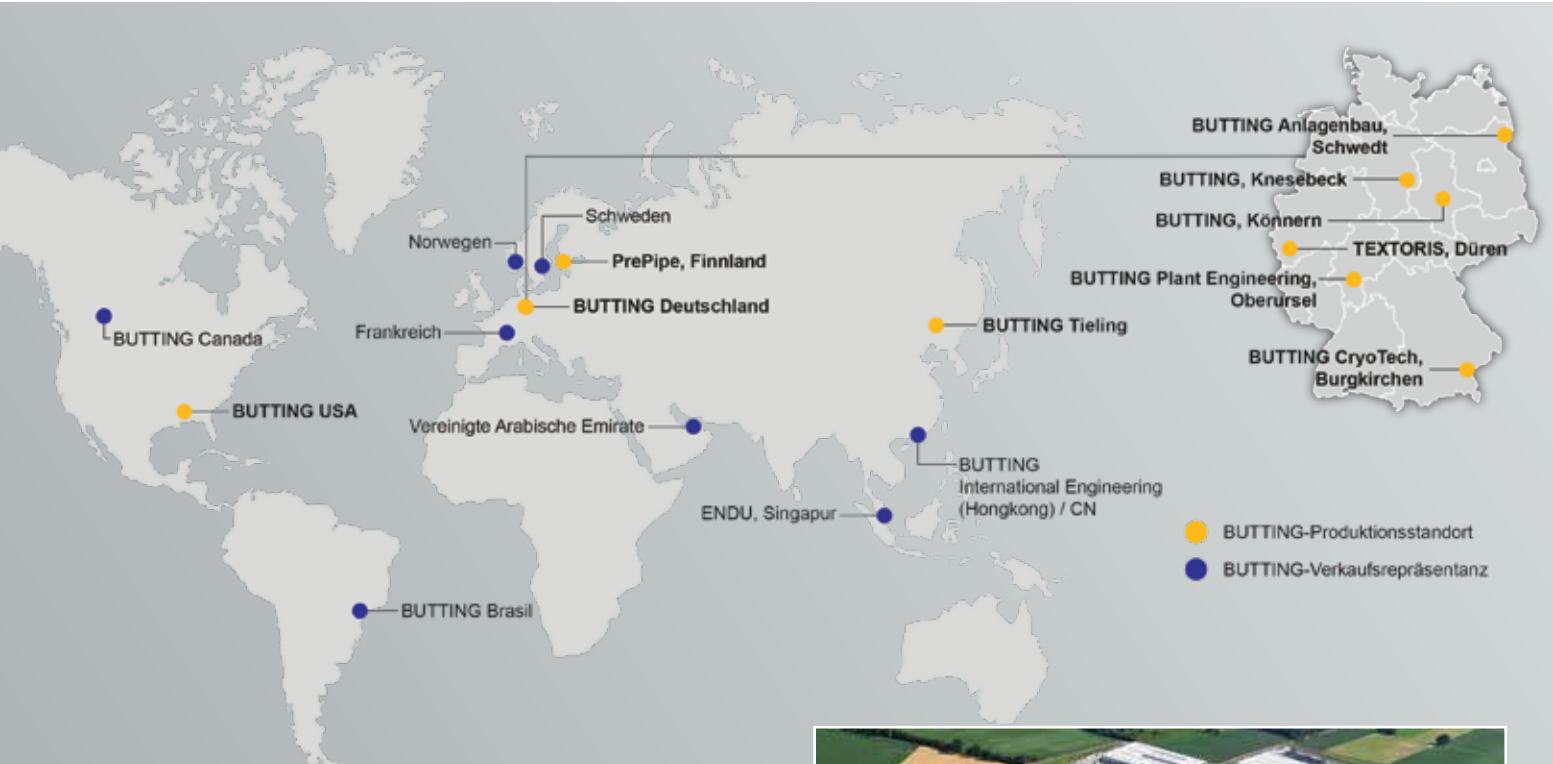 BUTTING Anlagenbau,
Schwedt
BUTTING, Knesebeck
BUTTING, Könnern
TEXTORIS, Düren
BUTTING Plant Engineering,
Oberursel
BUTTING CryoTech,
Burgkirchen
Schweden
Norwegen
PrePipe, Finnland
BUTTING Deutschland
Frankreich
BUTTING Tieling
BUTTING Canada
BUTTING USA
Vereinigte Arabische Emirate
BUTTING
International Engineering
(Hongkong) / CN
ENDU, Singapur
BUTTING Brasil
BUTTING-Produktionsstandort
BUTTING-Verkaufsrepräsentanz